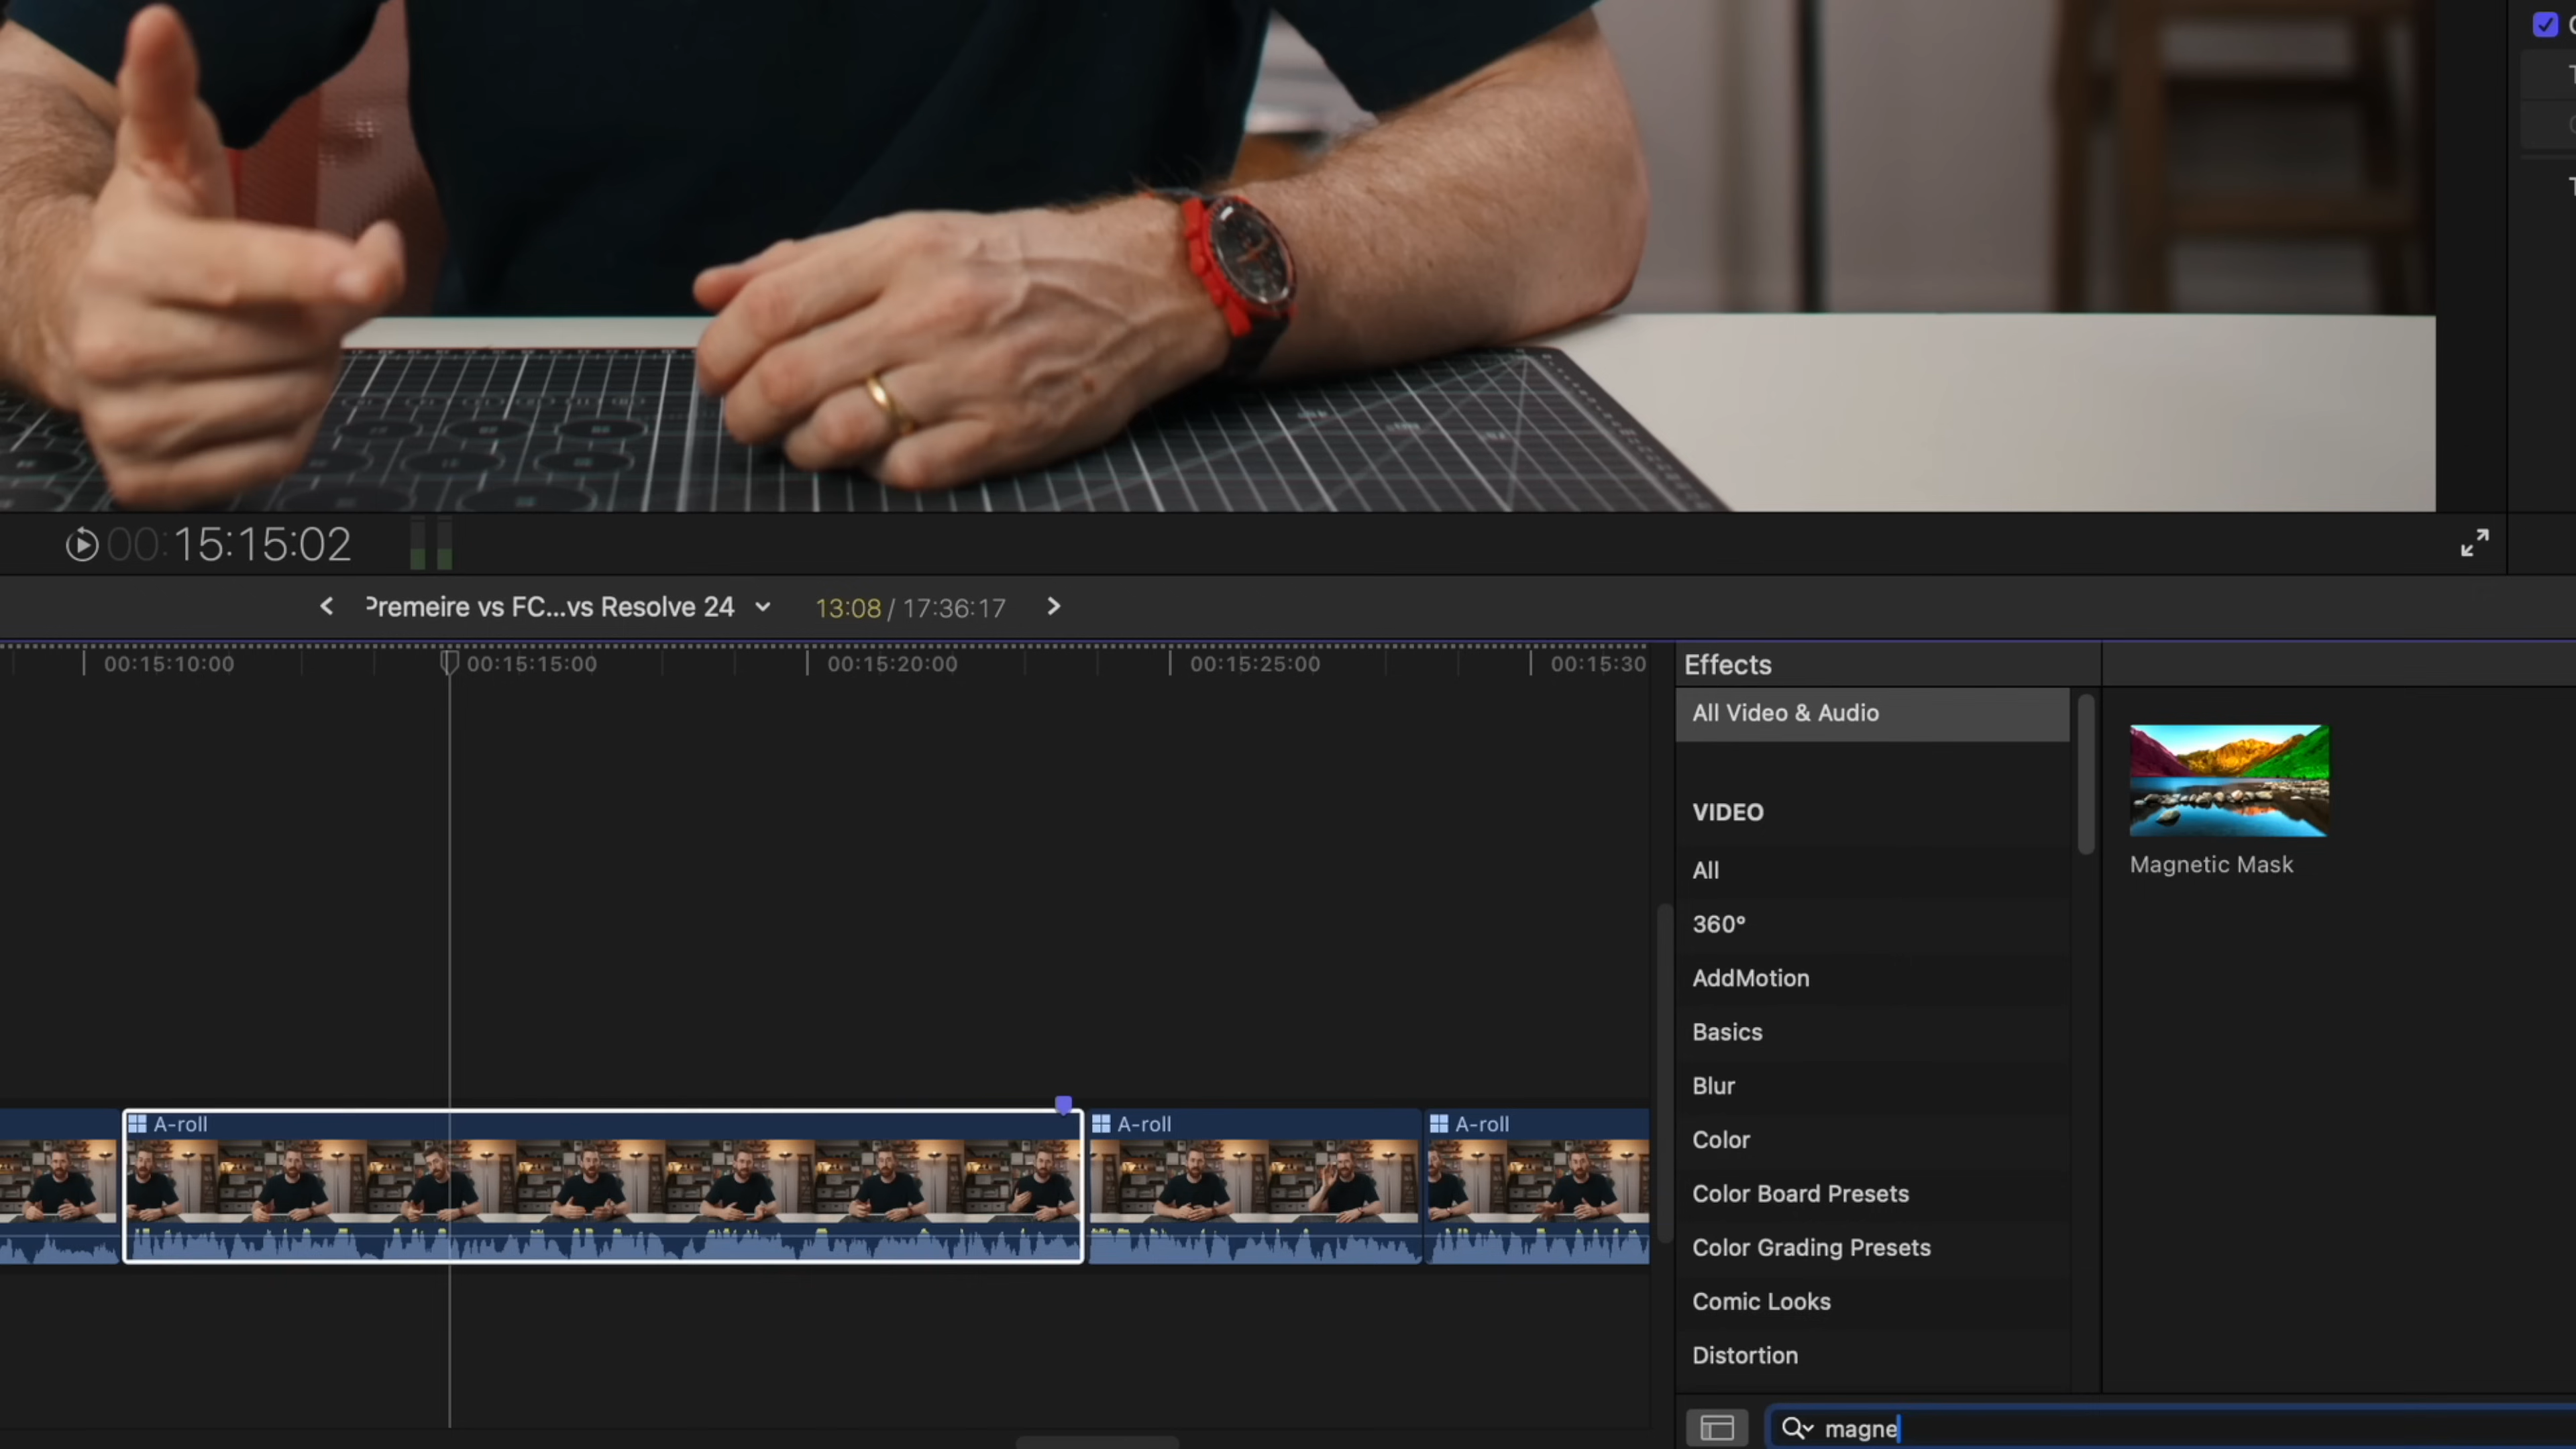 00:15:15:02
Premeire vs FC...vs Resolve 24
13:08 / 17:36:17
00:15:10:00
00:15:15:00
00:15:20:00
00:15:25:00
00:15:30
Effects
All Video & Audio
VIDEO
All
360°
AddMotion
Basics
Blur
Color
Color Board Presets
Color Grading Presets
Comic Looks
Distortion
Magnetic Mask
A-roll
A-roll
A-roll
magne